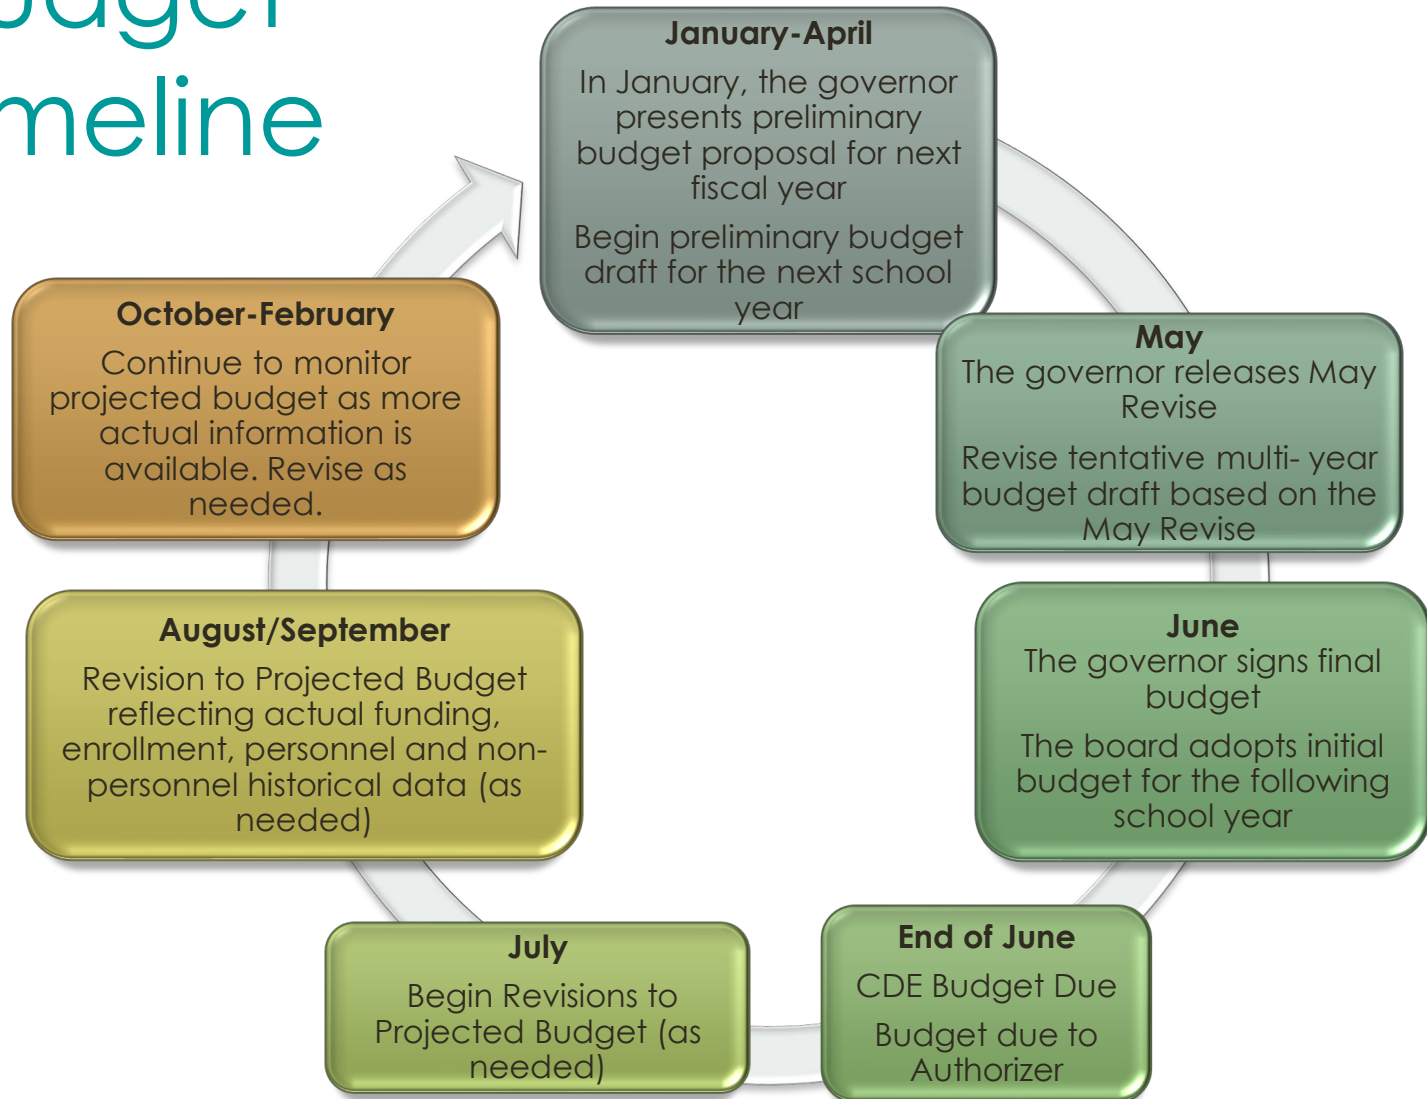 udget
meline
January-April
In January, the governor
presents preliminary
budget proposal for next
fiscal year
Begin preliminary budget
draft for the next school
year
May
The governor releases May
Revise
Revise tentative multi- year
budget draft based on the
May Revise
June
The governor signs final
budget
The board adopts initial
budget for the following
school year
End of June
CDE Budget Due
Budget due to
Authorizer
July
Begin Revisions to
Projected Budget (as
needed)
August/September
Revision to Projected Budget
reflecting actual funding,
enrollment, personnel and non-
personnel historical data (as
needed)
October-February
Continue to monitor
projected budget as more
actual information is
available. Revise as
needed.